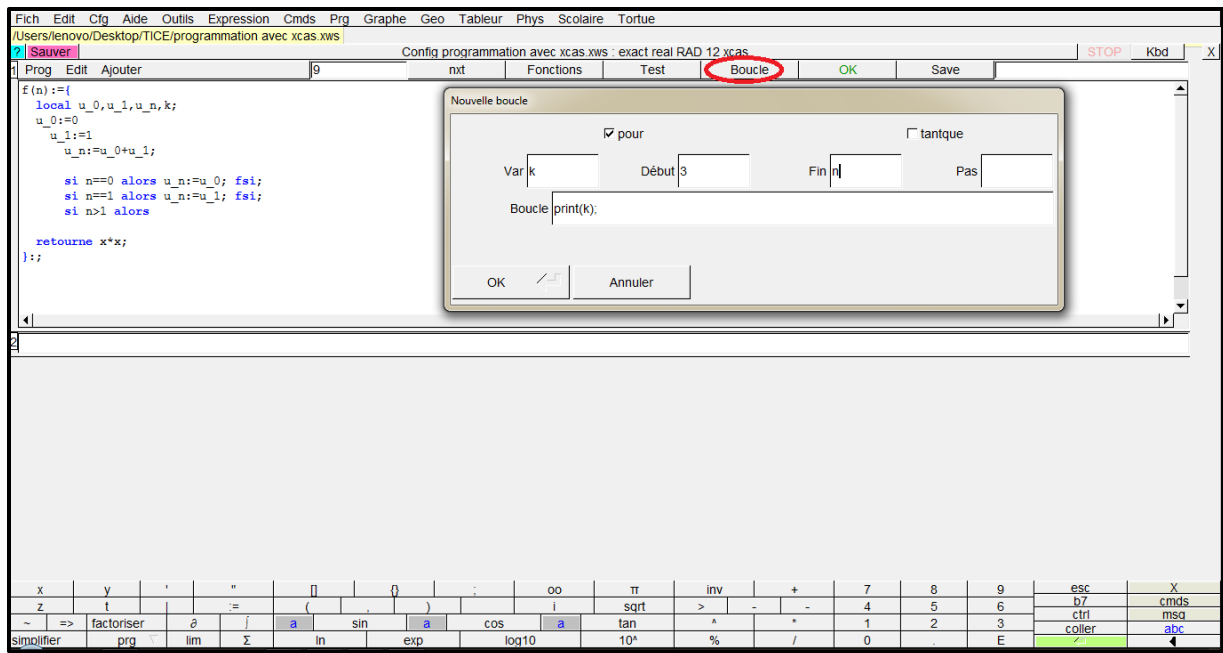 Fich Edit Cfg Aide Outils Expression Cmds Prg Graphe Geo Tableur Phys Scolaire Tortue
/Users/lenovo/Desktop/TICE/programmation avec xcas.xws
? Sauver Config programmation avec xcas.xws : exact real RAD 12 xcas STOP Kbd X
1 Prog Edit Ajouter 9 nxt Fonctions Test Boucle OK Save
f(n):={
local u_0,u_1,u_n,k;
u_0:=0
u_1:=1
u_n:=u_0+u_1;
si n==0 alors u_n:=u_0; fsi;
si n==1 alors u_n:=u_1; fsi;
si n>1 alors
retourne x*x;
}:;
Nouvelle boucle
pour tantque
Var k Début 3 Fin n Pas
Boucle print(k);
OK Annuler
2
x y ' " [] {} ; oo π inv + 7 8 9 esc X
z t | := ( , ) i sqrt > - - 4 5 6 b7 cmds
~ => factoriser ∂ ∫ a sin a cos a tan ^ * 1 2 3 ctrl msg
simplifier prg lim Σ ln exp log10 10^ % / 0 . E coller abc